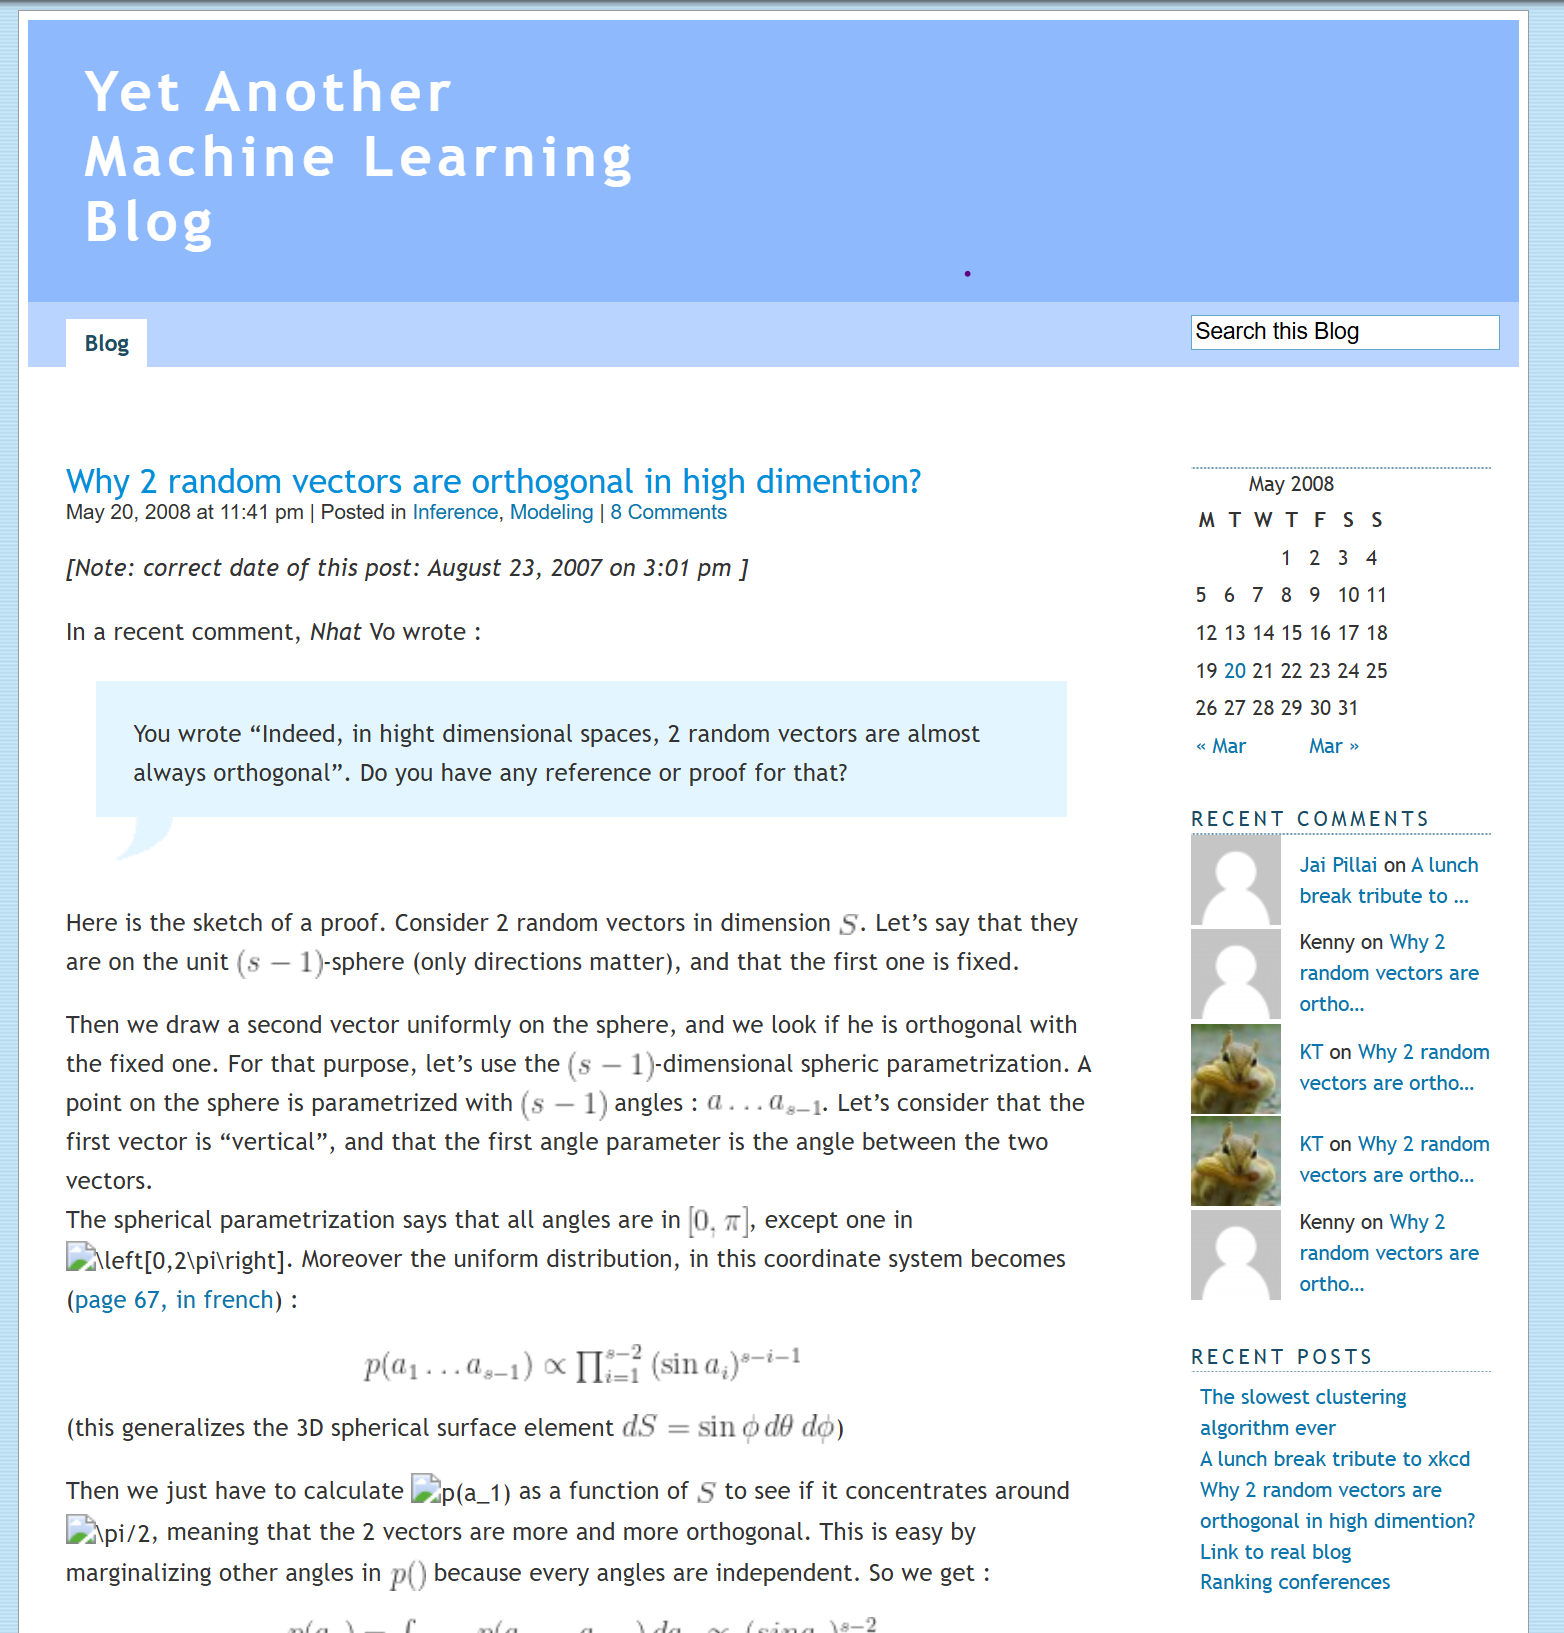 Yet Another
Machine Learning
Blog
Blog
Search this Blog
Why 2 random vectors are orthogonal in high dimention?
May 20, 2008 at 11:41 pm | Posted in Inference, Modeling | 8 Comments
[Note: correct date of this post: August 23, 2007 on 3:01 pm ]
In a recent comment, Nhat Vo wrote :
You wrote “Indeed, in hight dimensional spaces, 2 random vectors are almost
always orthogonal”. Do you have any reference or proof for that?
Here is the sketch of a proof. Consider 2 random vectors in dimension S. Let’s say that they
are on the unit (s − 1)-sphere (only directions matter), and that the first one is fixed.
Then we draw a second vector uniformly on the sphere, and we look if he is orthogonal with
the fixed one. For that purpose, let’s use the (s − 1)-dimensional spheric parametrization. A
point on the sphere is parametrized with (s − 1) angles : a . . . a_{s−1}. Let’s consider that the
first vector is “vertical”, and that the first angle parameter is the angle between the two
vectors.
The spherical parametrization says that all angles are in [0, π], except one in
\left[0,2\pi\right]. Moreover the uniform distribution, in this coordinate system becomes
(page 67, in french) :
p(a_1 . . . a_{s−1}) ∝ ∏_{i=1}^{s−2} (sin a_i)^{s−i−1}
(this generalizes the 3D spherical surface element dS = sin ϕ dθ dϕ)
Then we just have to calculate p(a_1) as a function of S to see if it concentrates around
\pi/2, meaning that the 2 vectors are more and more orthogonal. This is easy by
marginalizing other angles in p() because every angles are independent. So we get :
May 2008
M T W T F S S
1 2 3 4
5 6 7 8 9 10 11
12 13 14 15 16 17 18
19 20 21 22 23 24 25
26 27 28 29 30 31
« Mar Mar »
RECENT COMMENTS
Jai Pillai on A lunch
break tribute to ...
Kenny on Why 2
random vectors are
ortho...
KT on Why 2 random
vectors are ortho...
KT on Why 2 random
vectors are ortho...
Kenny on Why 2
random vectors are
ortho...
RECENT POSTS
The slowest clustering
algorithm ever
A lunch break tribute to xkcd
Why 2 random vectors are
orthogonal in high dimention?
Link to real blog
Ranking conferences